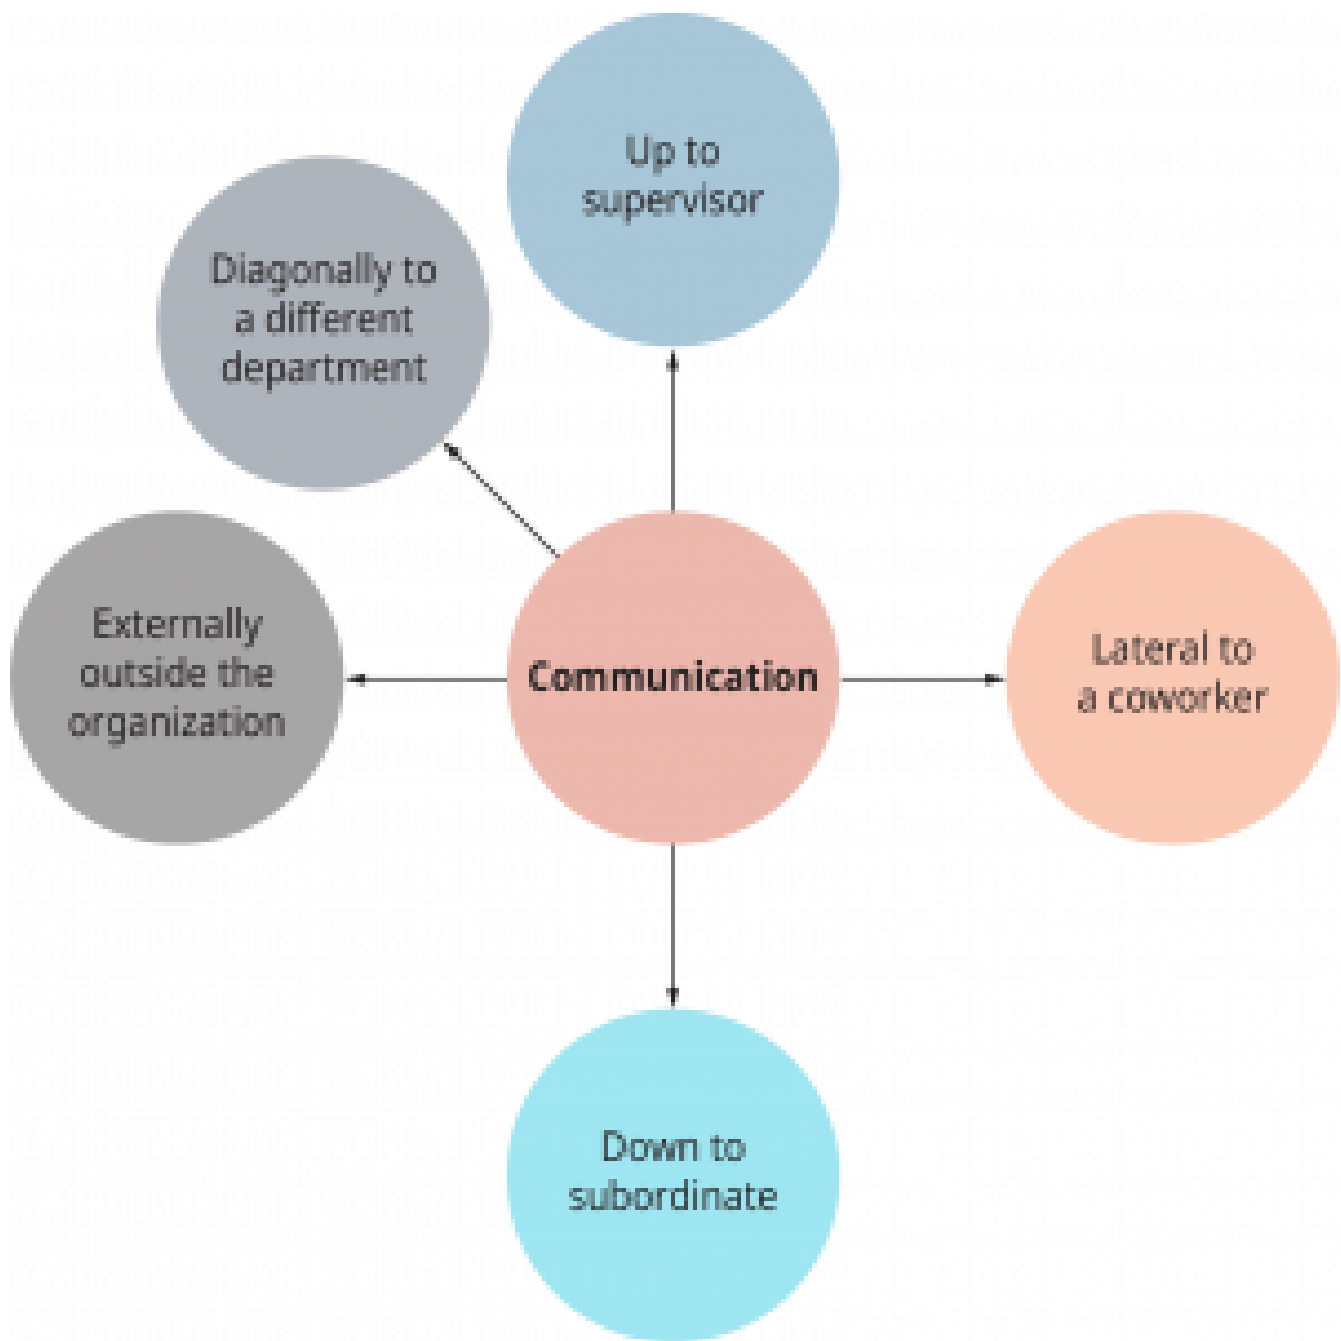 Up to
supervisor
Diagonally to
a different
department
Externally
outside the
organization
Communication
Lateral to
a coworker
Down to
subordinate